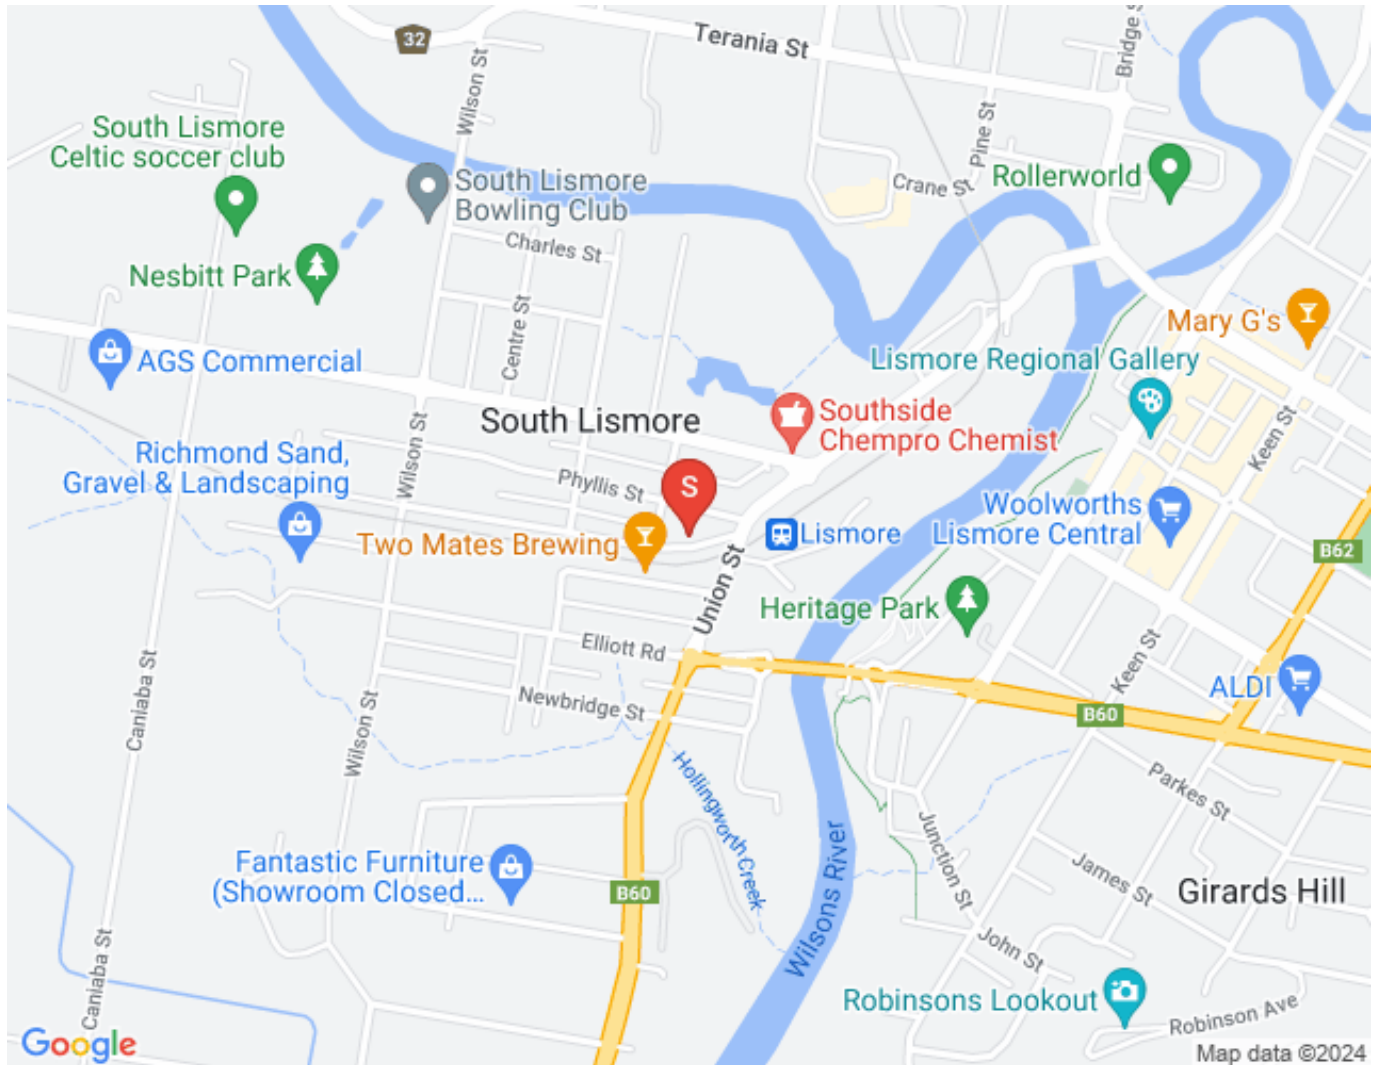 32
Terania St
Bridge S
Wilson St
South Lismore
Celtic soccer club
Pine St
South Lismore
Bowling Club
Crane St
Rollerworld
Charles St
Nesbitt Park
Mary G's
Centre St
AGS Commercial
Lismore Regional Gallery
South Lismore
Southside
Chempro Chemist
Keen St
Wilson St
Richmond Sand,
Gravel & Landscaping
Phyllis St
S
Woolworths
Lismore Central
Two Mates Brewing
Lismore
B62
Union St
Heritage Park
Elliott Rd
Keen St
ALDI
Newbridge St
B60
Caniaba St
Wilson St
Hollingworth Creek
Parkes St
Junction St
Wilsons River
James St
Fantastic Furniture
(Showroom Closed...
B60
Girards Hill
John St
Caniaba St
Robinsons Lookout
Robinson Ave
Google
Map data ©2024